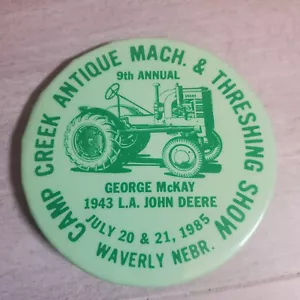 CAMP CREEK ANTIQUE MACH. & THRESHING SHOW
9th ANNUAL
GEORGE McKAY
1943 L.A. JOHN DEERE
JULY 20 & 21, 1985
WAVERLY NEBR.